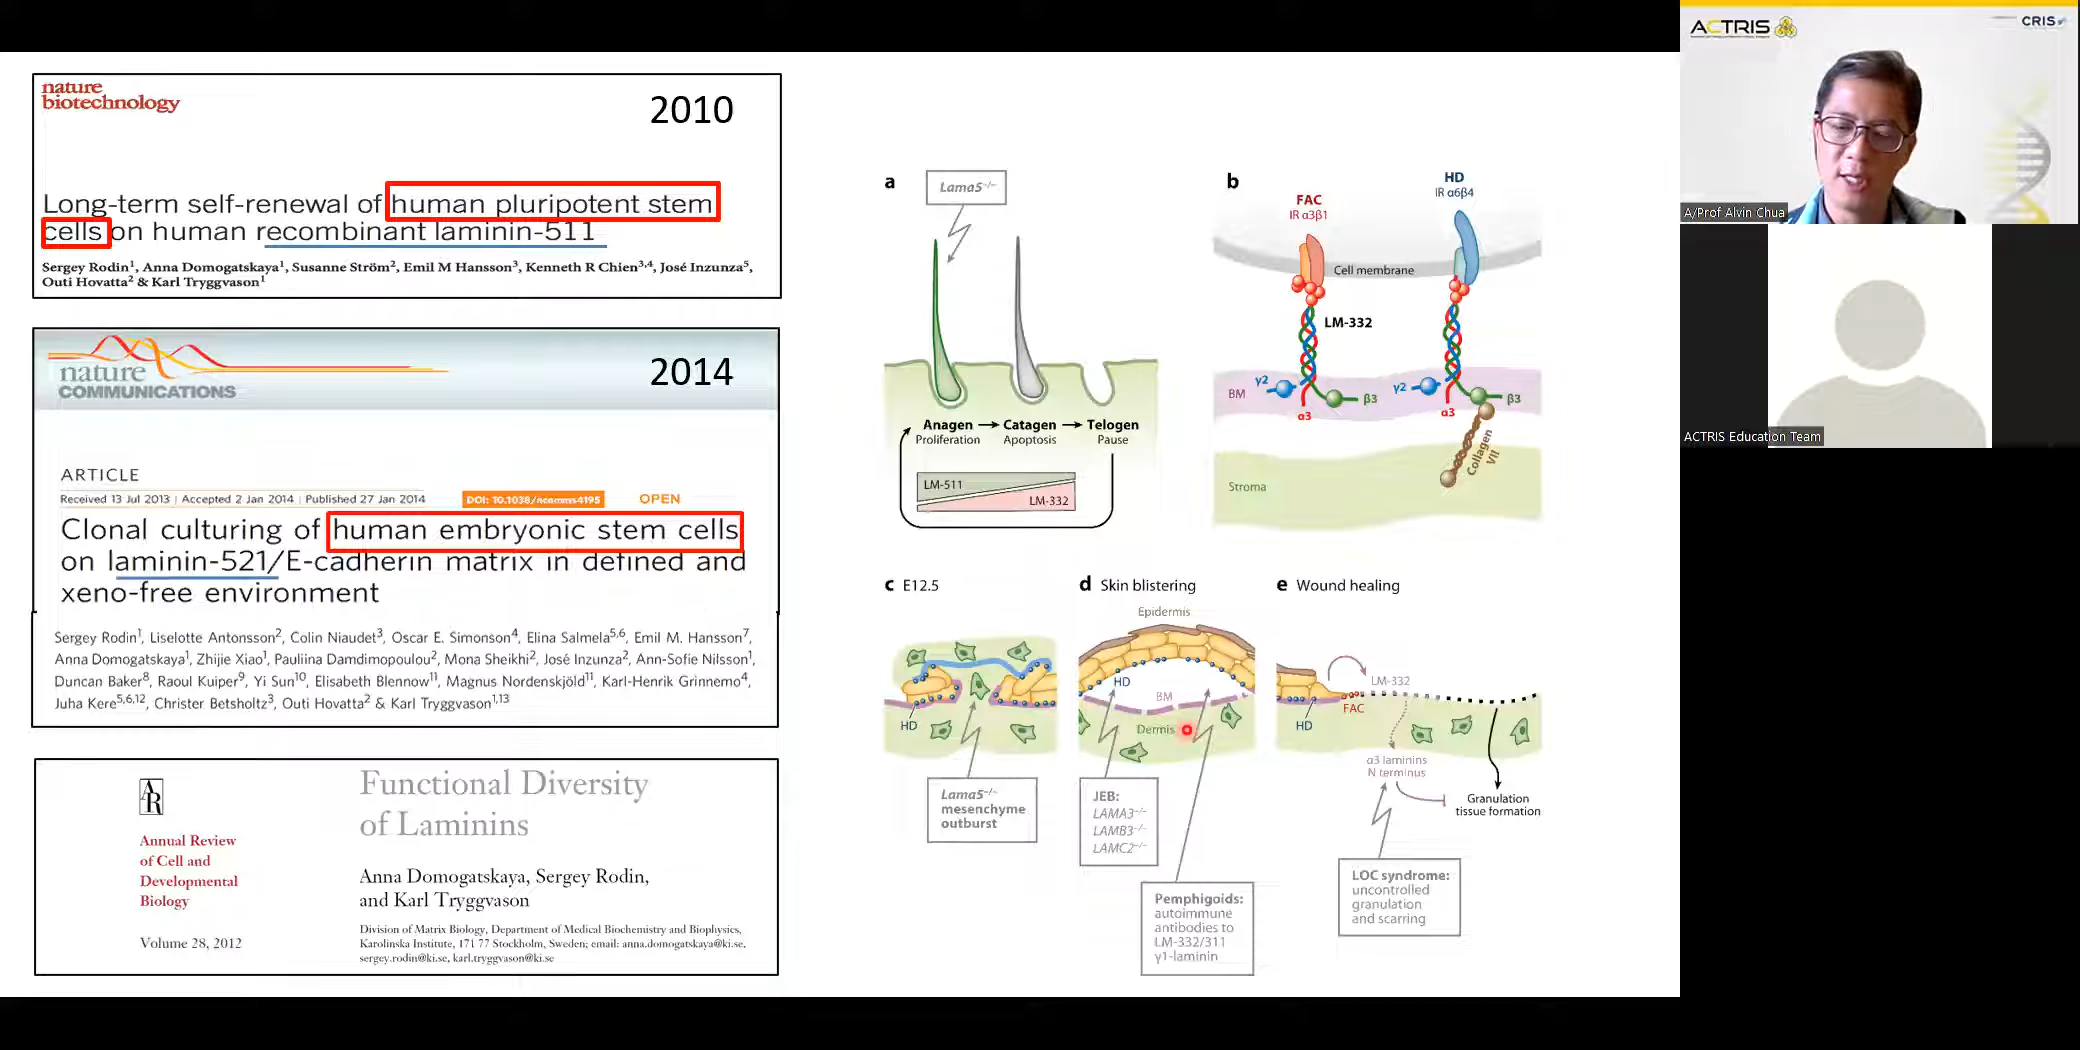 nature
biotechnology
2010
Long-term self-renewal of human pluripotent stem
cells on human recombinant laminin-511
Sergey Rodin1, Anna Domogatskaya1, Susanne Ström2, Emil M Hansson3, Kenneth R Chien3,4, José Inzunza5,
Outi Hovatta2 & Karl Tryggvason1
nature
COMMUNICATIONS
2014
ARTICLE
Received 13 Jul 2013 | Accepted 2 Jan 2014 | Published 27 Jan 2014
DOI: 10.1038/ncomms4195
OPEN
Clonal culturing of human embryonic stem cells
on laminin-521/E-cadherin matrix in defined and
xeno-free environment
Sergey Rodin1, Liselotte Antonsson2, Colin Niaudet3, Oscar E. Simonson4, Elina Salmela5,6, Emil M. Hansson7,
Anna Domogatskaya1, Zhijie Xiao1, Pauliina Damdimopoulou2, Mona Sheikhi2, José Inzunza2, Ann-Sofie Nilsson1,
Duncan Baker8, Raoul Kuiper9, Yi Sun10, Elisabeth Blennow11, Magnus Nordenskjöld11, Karl-Henrik Grinnemo4,
Juha Kere5,6,12, Christer Betsholtz3, Outi Hovatta2 & Karl Tryggvason1,13
AR
Annual Review
of Cell and
Developmental
Biology
Volume 28, 2012
Functional Diversity
of Laminins
Anna Domogatskaya, Sergey Rodin,
and Karl Tryggvason
Division of Matrix Biology, Department of Medical Biochemistry and Biophysics,
Karolinska Institute, 171 77 Stockholm, Sweden; email: anna.domogatskaya@ki.se,
sergey.rodin@ki.se, karl.tryggvason@ki.se
a
Lama5−/−
Anagen
Catagen
Telogen
Proliferation
Apoptosis
Pause
LM-511
LM-332
b
FAC
IR α3β1
HD
IR α6β4
Cell membrane
LM-332
BM
γ2
α3
β3
γ2
α3
β3
Collagen
VII
Stroma
c E12.5
HD
Lama5−/−
mesenchyme
outburst
d Skin blistering
Epidermis
HD
BM
Dermis
JEB:
LAMA3−/−
LAMB3−/−
LAMC2−/−
Pemphigoids:
autoimmune
antibodies to
LM-332/311
γ1-laminin
e Wound healing
LM-332
FAC
HD
α3 laminins
N terminus
Granulation
tissue formation
LOC syndrome:
uncontrolled
granulation
and scarring
ACTRIS
CRIS
A/Prof Alvin Chua
ACTRIS Education Team